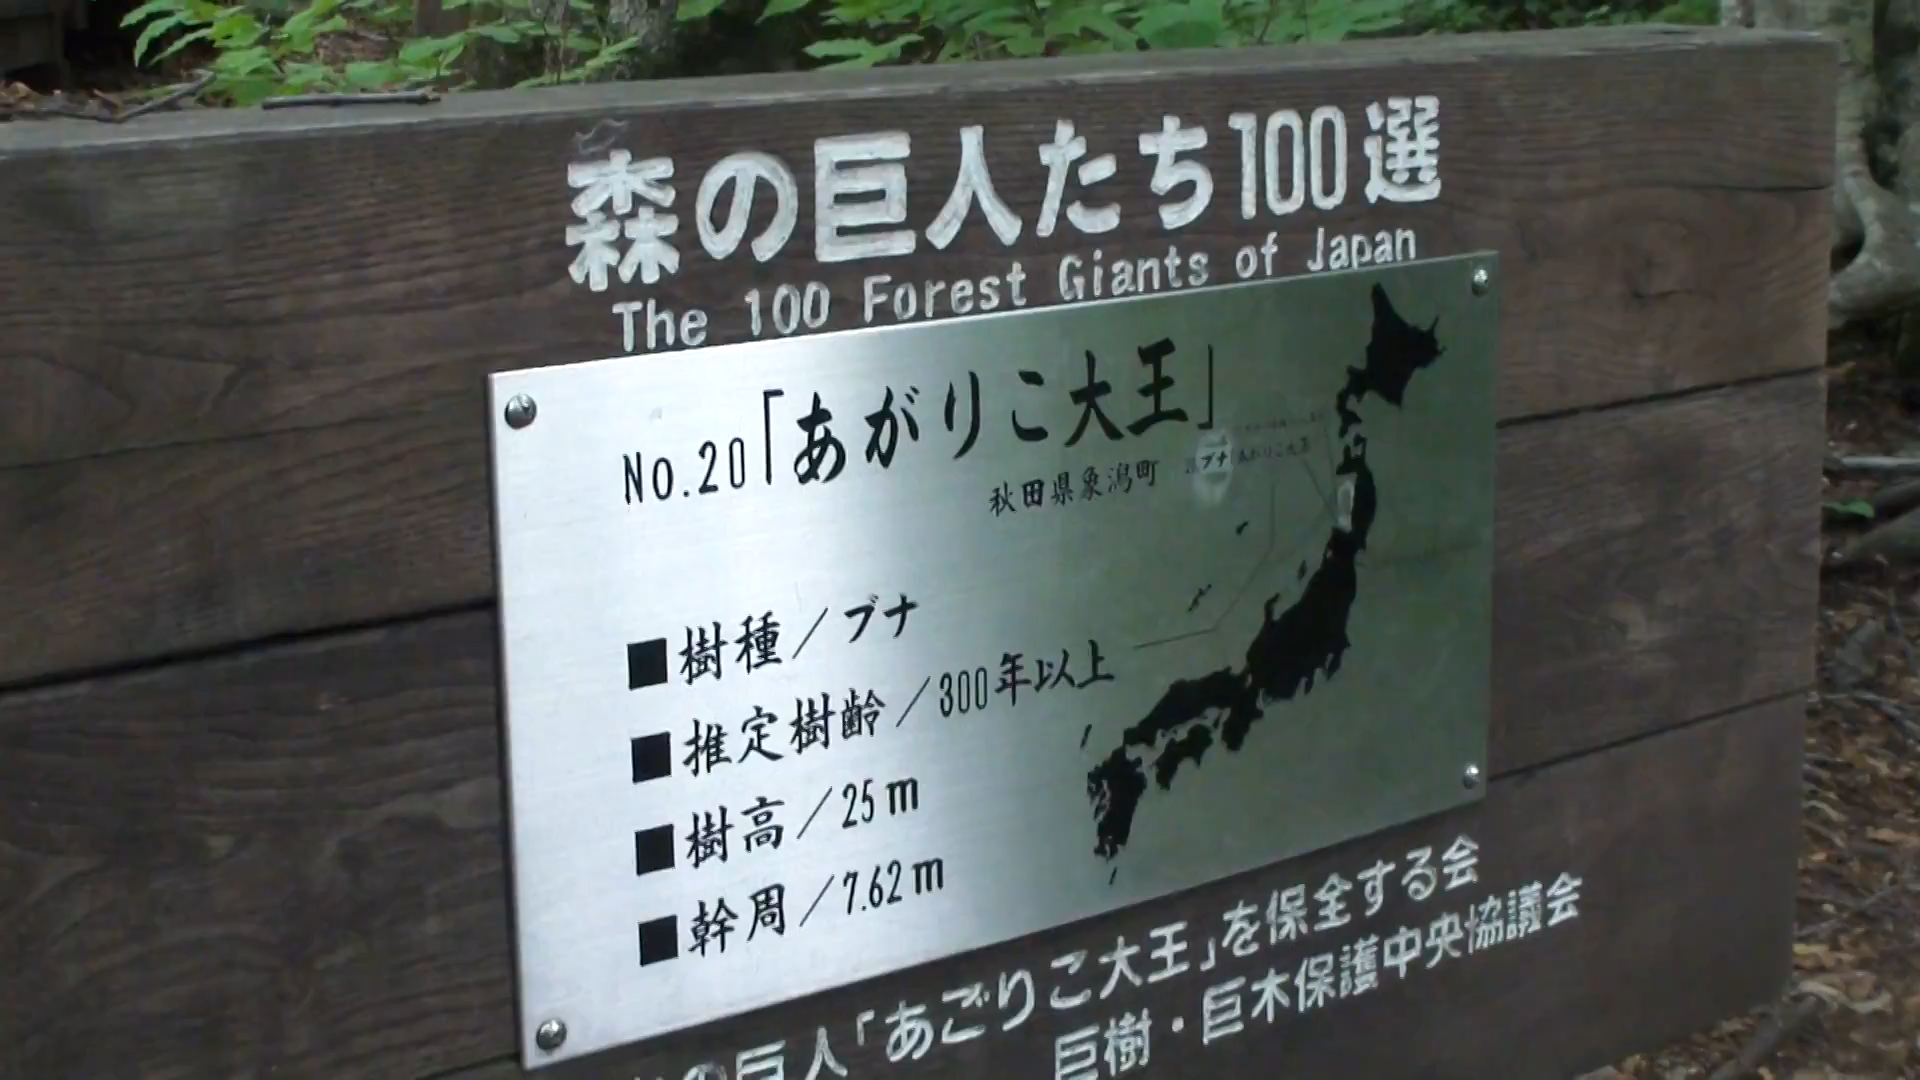 森の巨人たち100選
The 100 Forest Giants of Japan
No.20「あがりこ大王」
秋田県象潟町
ブナ
あがりこ大王
■樹種／ブナ
■推定樹齢／300年以上
■樹高／25m
■幹周／7.62m
の巨人「あごりこ大王」を保全する会
巨樹・巨木保護中央協議会